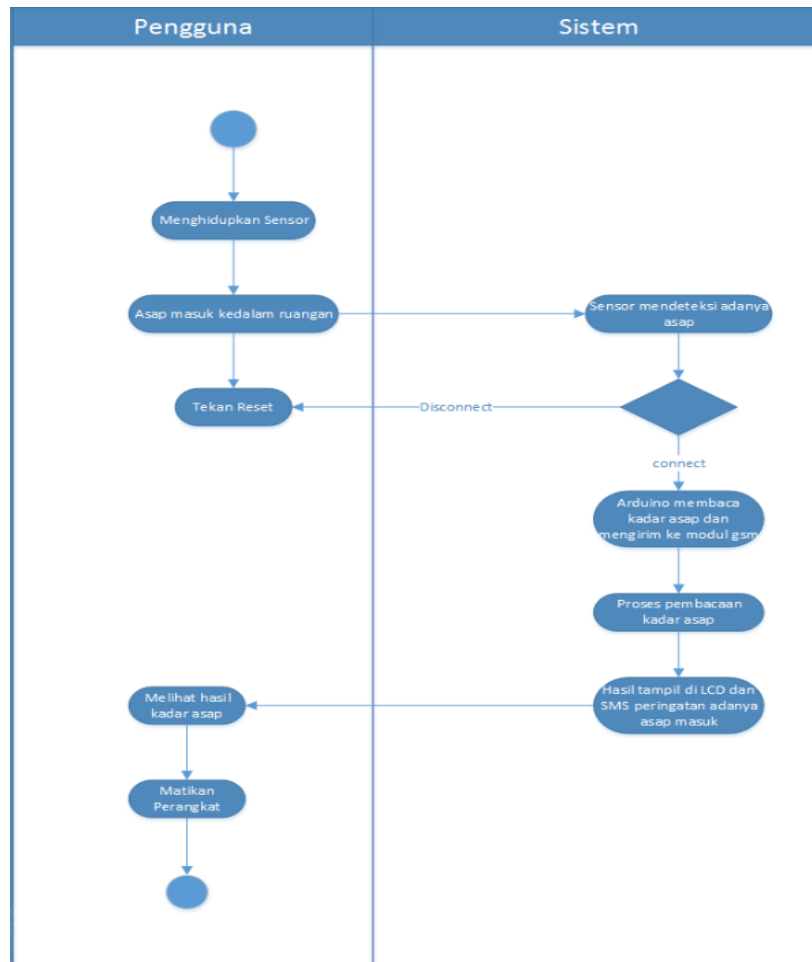 Pengguna
Sistem
Menghidupkan Sensor
Asap masuk kedalam ruangan
Sensor mendeteksi adanya
asap
Tekan Reset
Disconnect
connect
Arduino membaca
kadar asap dan
mengirim ke modul gsm
Proses pembacaan
kadar asap
Melihat hasil
kadar asap
Hasil tampil di LCD dan
SMS peringatan adanya
asap masuk
Matikan
Perangkat